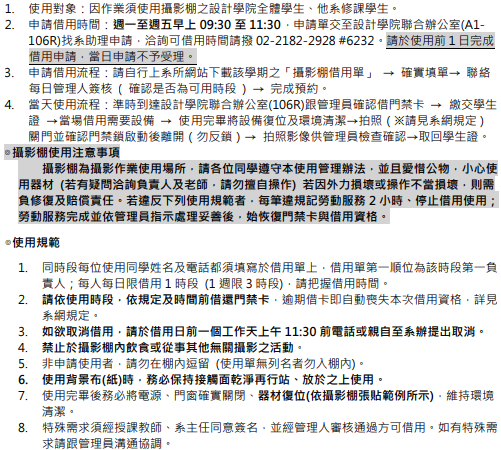 1. 使用對象：因作業須使用攝影棚之設計學院全體學生、他系修課學生。
2. 申請借用時間：週一至週五早上 09:30 至 11:30，申請單交至設計學院聯合辦公室(A1-
106R)找系助理申請，洽詢可借用時間請撥 02-2182-2928 #6232。請於使用前 1 日完成
借用申請，當日申請不予受理。
3. 申請借用流程：請自行上系所網站下載該學期之「攝影棚借用單」 → 確實填單→ 聯絡
每日管理人簽核 ( 確認是否為可用時段 ) → 完成預約。
4. 當天使用流程：準時到達設計學院聯合辦公室(106R)跟管理員確認借門禁卡 → 繳交學生
證 →當場借用需要設備 → 使用完畢將設備復位及環境清潔→拍照 (※請見系網規定)
關門並確認門禁鎖啟動後離開 ( 勿反鎖 ) → 拍照影像供管理員檢查確認→取回學生證。
◎攝影棚使用注意事項
攝影棚為攝影作業使用場所，請各位同學遵守本使用管理辦法，並且愛惜公物，小心使
用器材 (若有疑問洽詢負責人及老師，請勿擅自操作) 若因外力損壞或操作不當損壞，則需
負修復及賠償責任。若違反下列使用規範者，每筆違規記勞動服務 2 小時、停止借用使用；
勞動服務完成並依管理員指示處理妥善後，始恢復門禁卡與借用資格。
◎使用規範
1. 同時段每位使用同學姓名及電話都須填寫於借用單上，借用單第一順位為該時段第一負
責人；每人每日限借用 1 時段 (1 週限 3 時段)，請把握借用時間。
2. 請依使用時段，依規定及時間前借還門禁卡，逾期借卡即自動喪失本次借用資格，詳見
系網規定。
3. 如欲取消借用，請於借用日前一個工作天上午 11:30 前電話或親自至系辦提出取消。
4. 禁止於攝影棚內飲食或從事其他無關攝影之活動。
5. 非申請使用者，請勿在棚內逗留 (使用單無列名者勿入棚內)。
6. 使用背景布(紙)時，務必保持接觸面乾淨再行站、放於之上使用。
7. 使用完畢後務必將電源、門窗確實關閉、器材復位(依攝影棚張貼範例所示)，維持環境
清潔。
8. 特殊需求須經授課教師、系主任同意簽名，並經管理人審核通過方可借用。如有特殊需
求請跟管理員溝通協調。